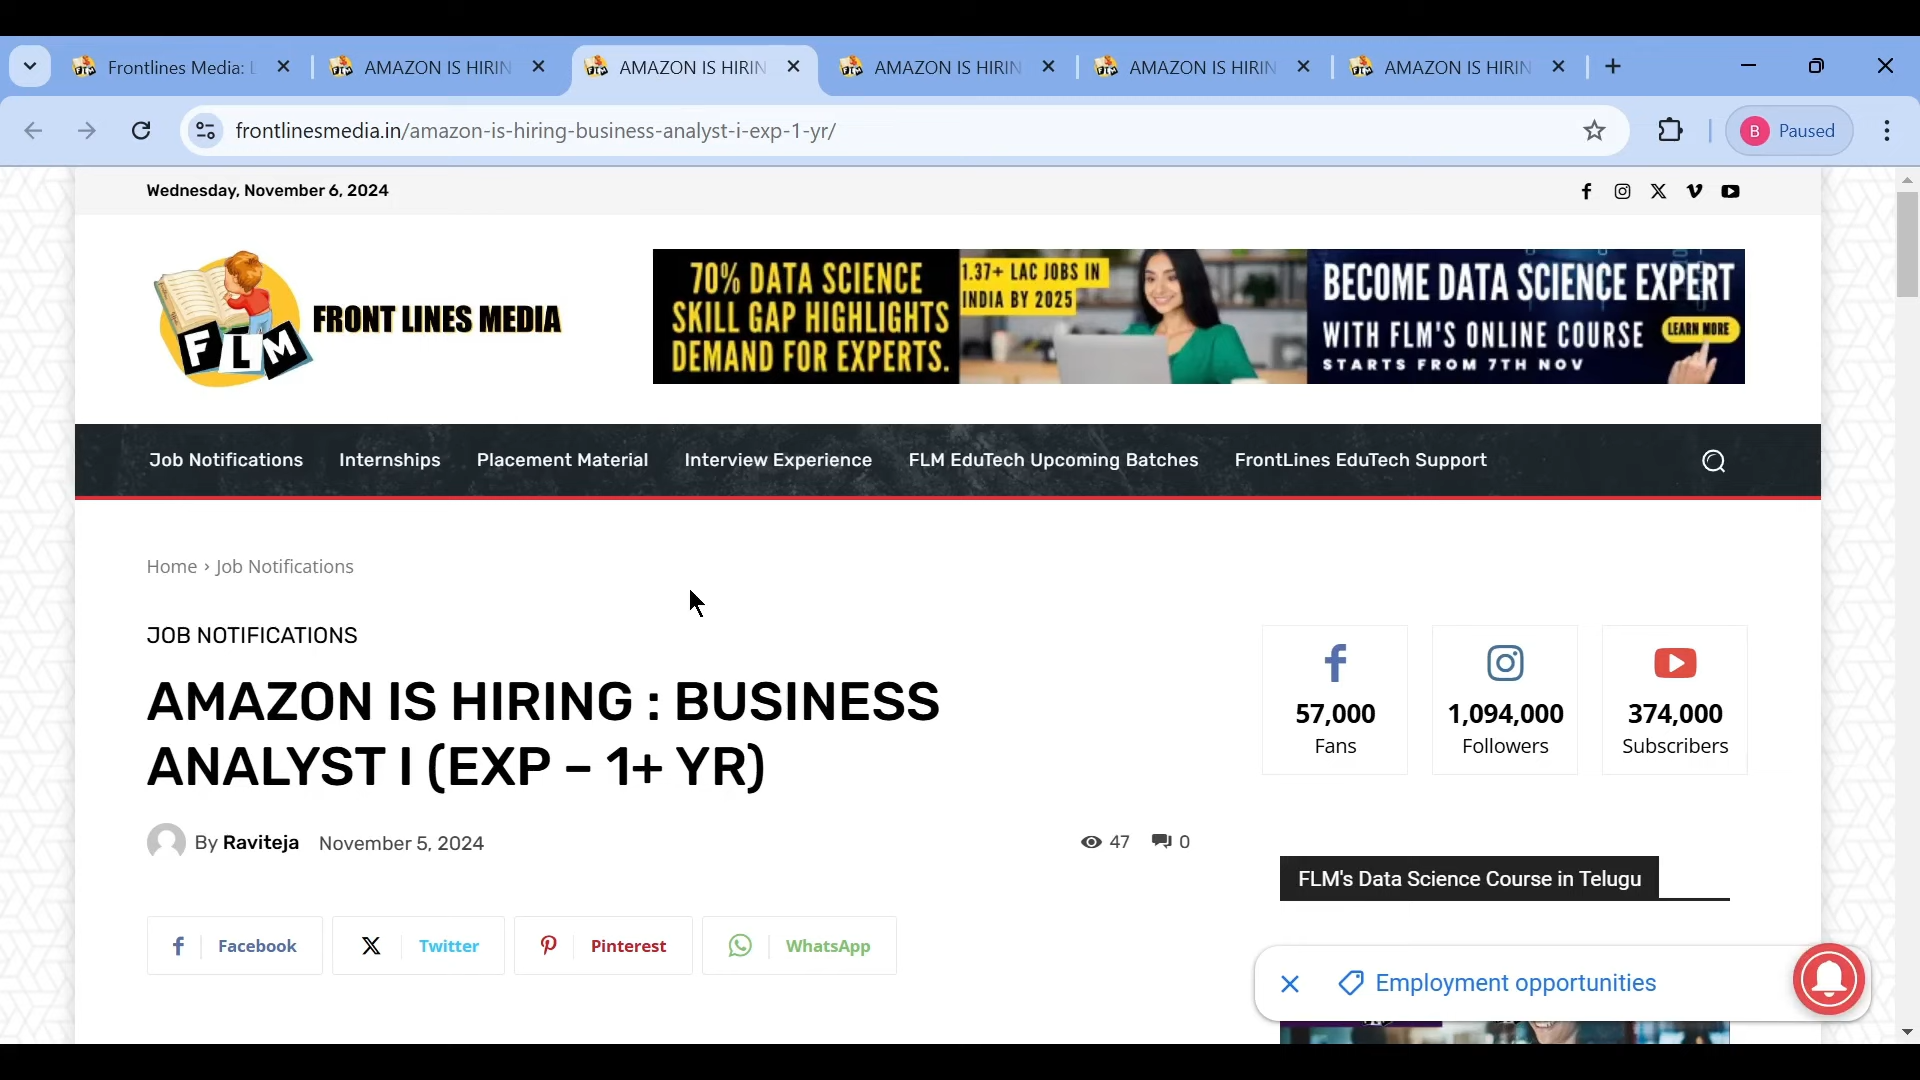 Frontlines Media: L
AMAZON IS HIRIN
AMAZON IS HIRIN
AMAZON IS HIRIN
AMAZON IS HIRIN
AMAZON IS HIRIN
frontlinesmedia.in/amazon-is-hiring-business-analyst-i-exp-1-yr/
B Paused
Wednesday, November 6, 2024
FLM
FRONT LINES MEDIA
70% DATA SCIENCE
SKILL GAP HIGHLIGHTS
DEMAND FOR EXPERTS.
1.37+ LAC JOBS IN
INDIA BY 2025
BECOME DATA SCIENCE EXPERT
WITH FLM'S ONLINE COURSE
LEARN MORE
STARTS FROM 7TH NOV
Job Notifications Internships Placement Material Interview Experience FLM EduTech Upcoming Batches FrontLines EduTech Support
Home › Job Notifications
JOB NOTIFICATIONS
AMAZON IS HIRING : BUSINESS
ANALYST I (EXP – 1+ YR)
By Raviteja November 5, 2024
47 0
Facebook Twitter Pinterest WhatsApp
57,000
Fans
1,094,000
Followers
374,000
Subscribers
FLM's Data Science Course in Telugu
Employment opportunities